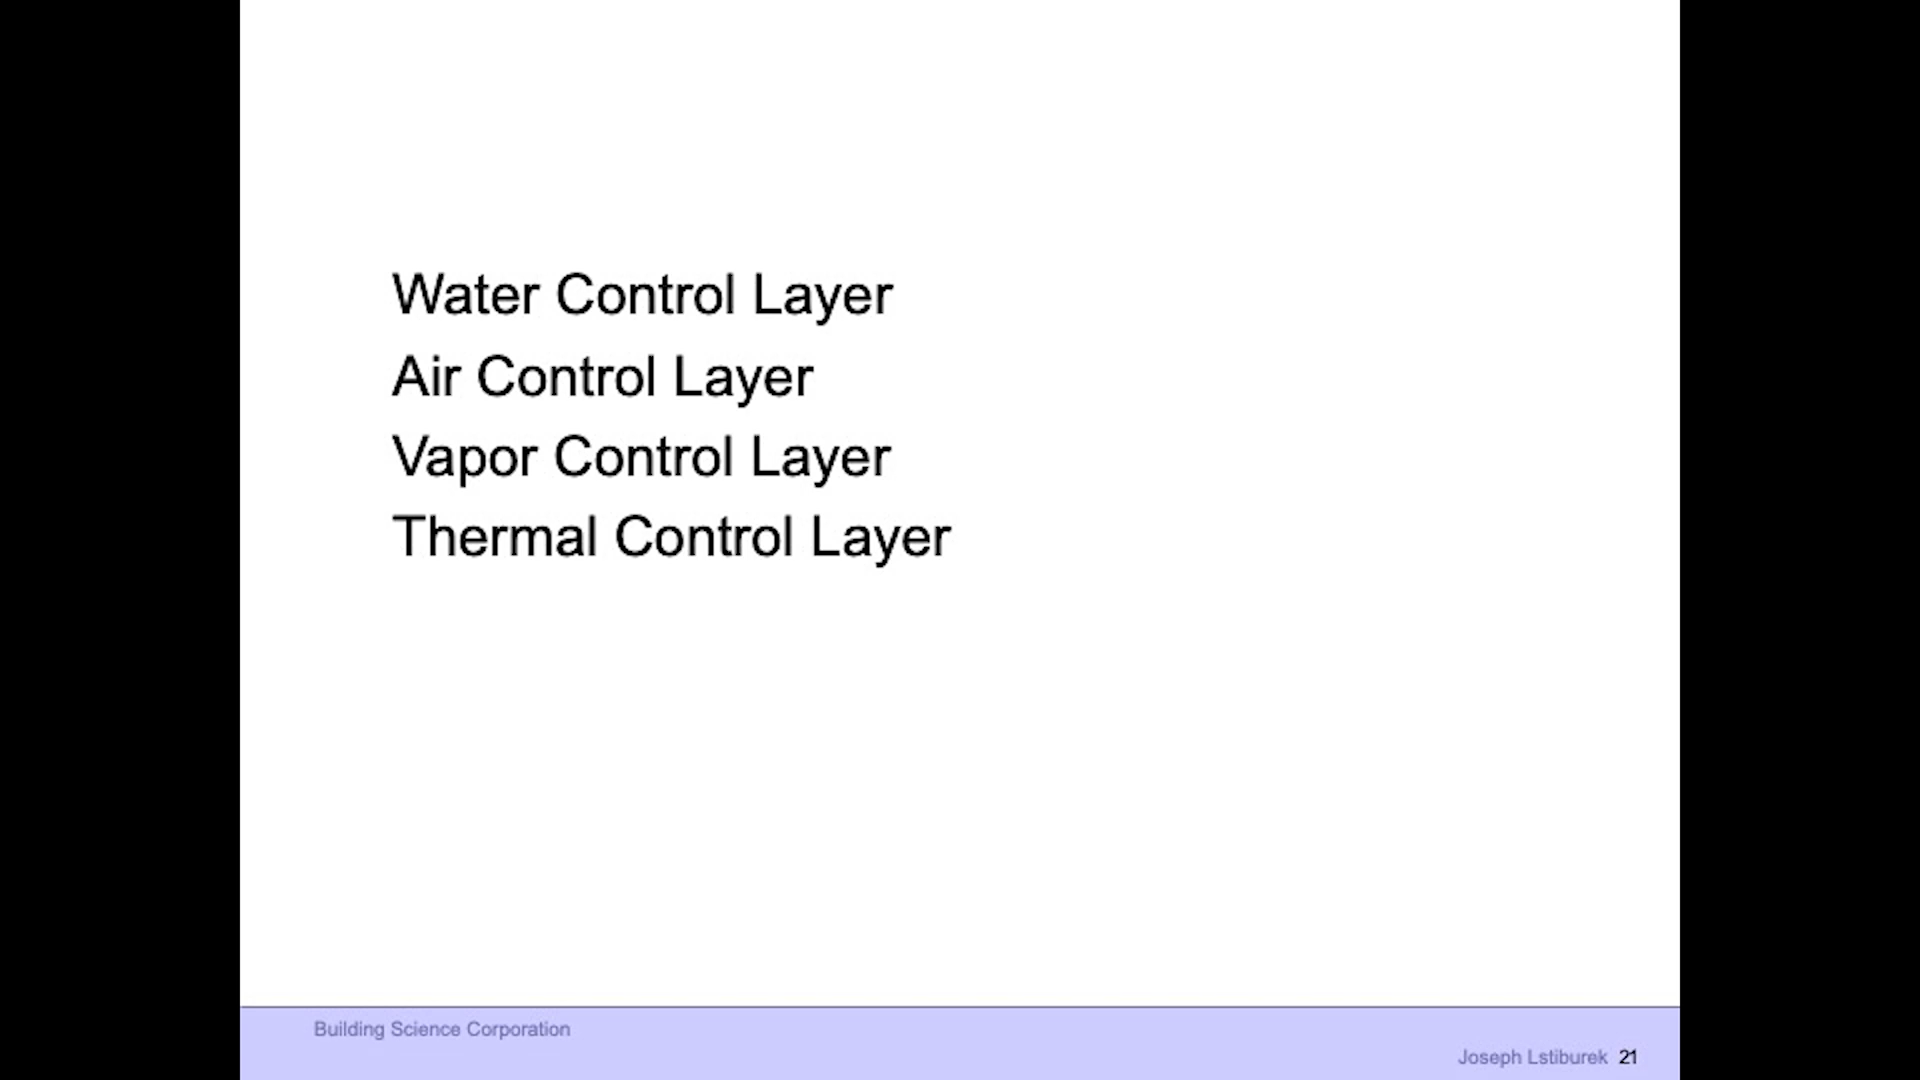 Water Control Layer
Air Control Layer
Vapor Control Layer
Thermal Control Layer
Building Science Corporation
Joseph Lstiburek 21